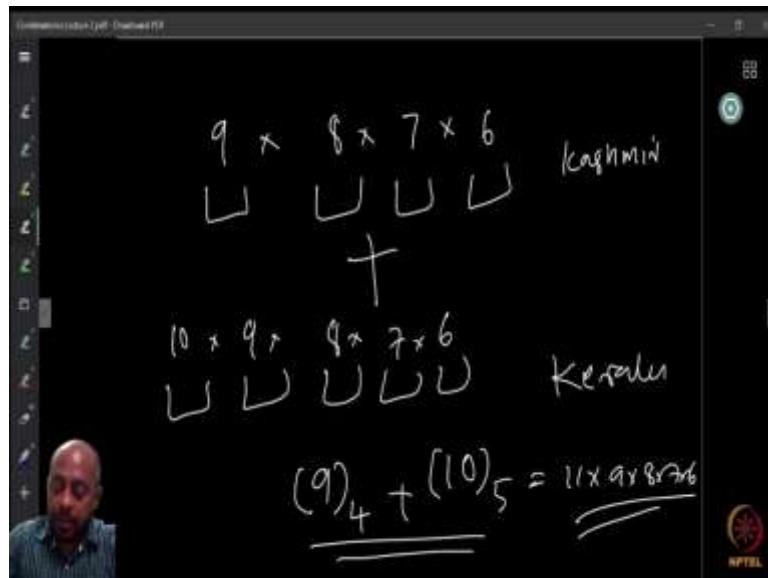 9 × 8 × 7 × 6 Kashmir
+
10 × 9 × 8 × 7 × 6 Kerala
(9)₄ + (10)₅ = 11 × 9 × 8 × 7 × 6
NPTEL